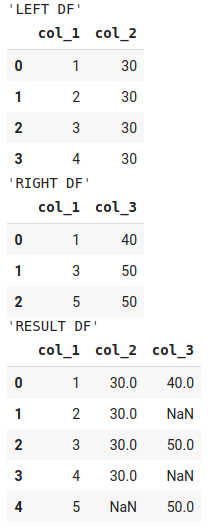 'LEFT DF'
col_1 col_2
0 1 30
1 2 30
2 3 30
3 4 30
'RIGHT DF'
col_1 col_3
0 1 40
1 3 50
2 5 50
'RESULT DF'
col_1 col_2 col_3
0 1 30.0 40.0
1 2 30.0 NaN
2 3 30.0 50.0
3 4 30.0 NaN
4 5 NaN 50.0